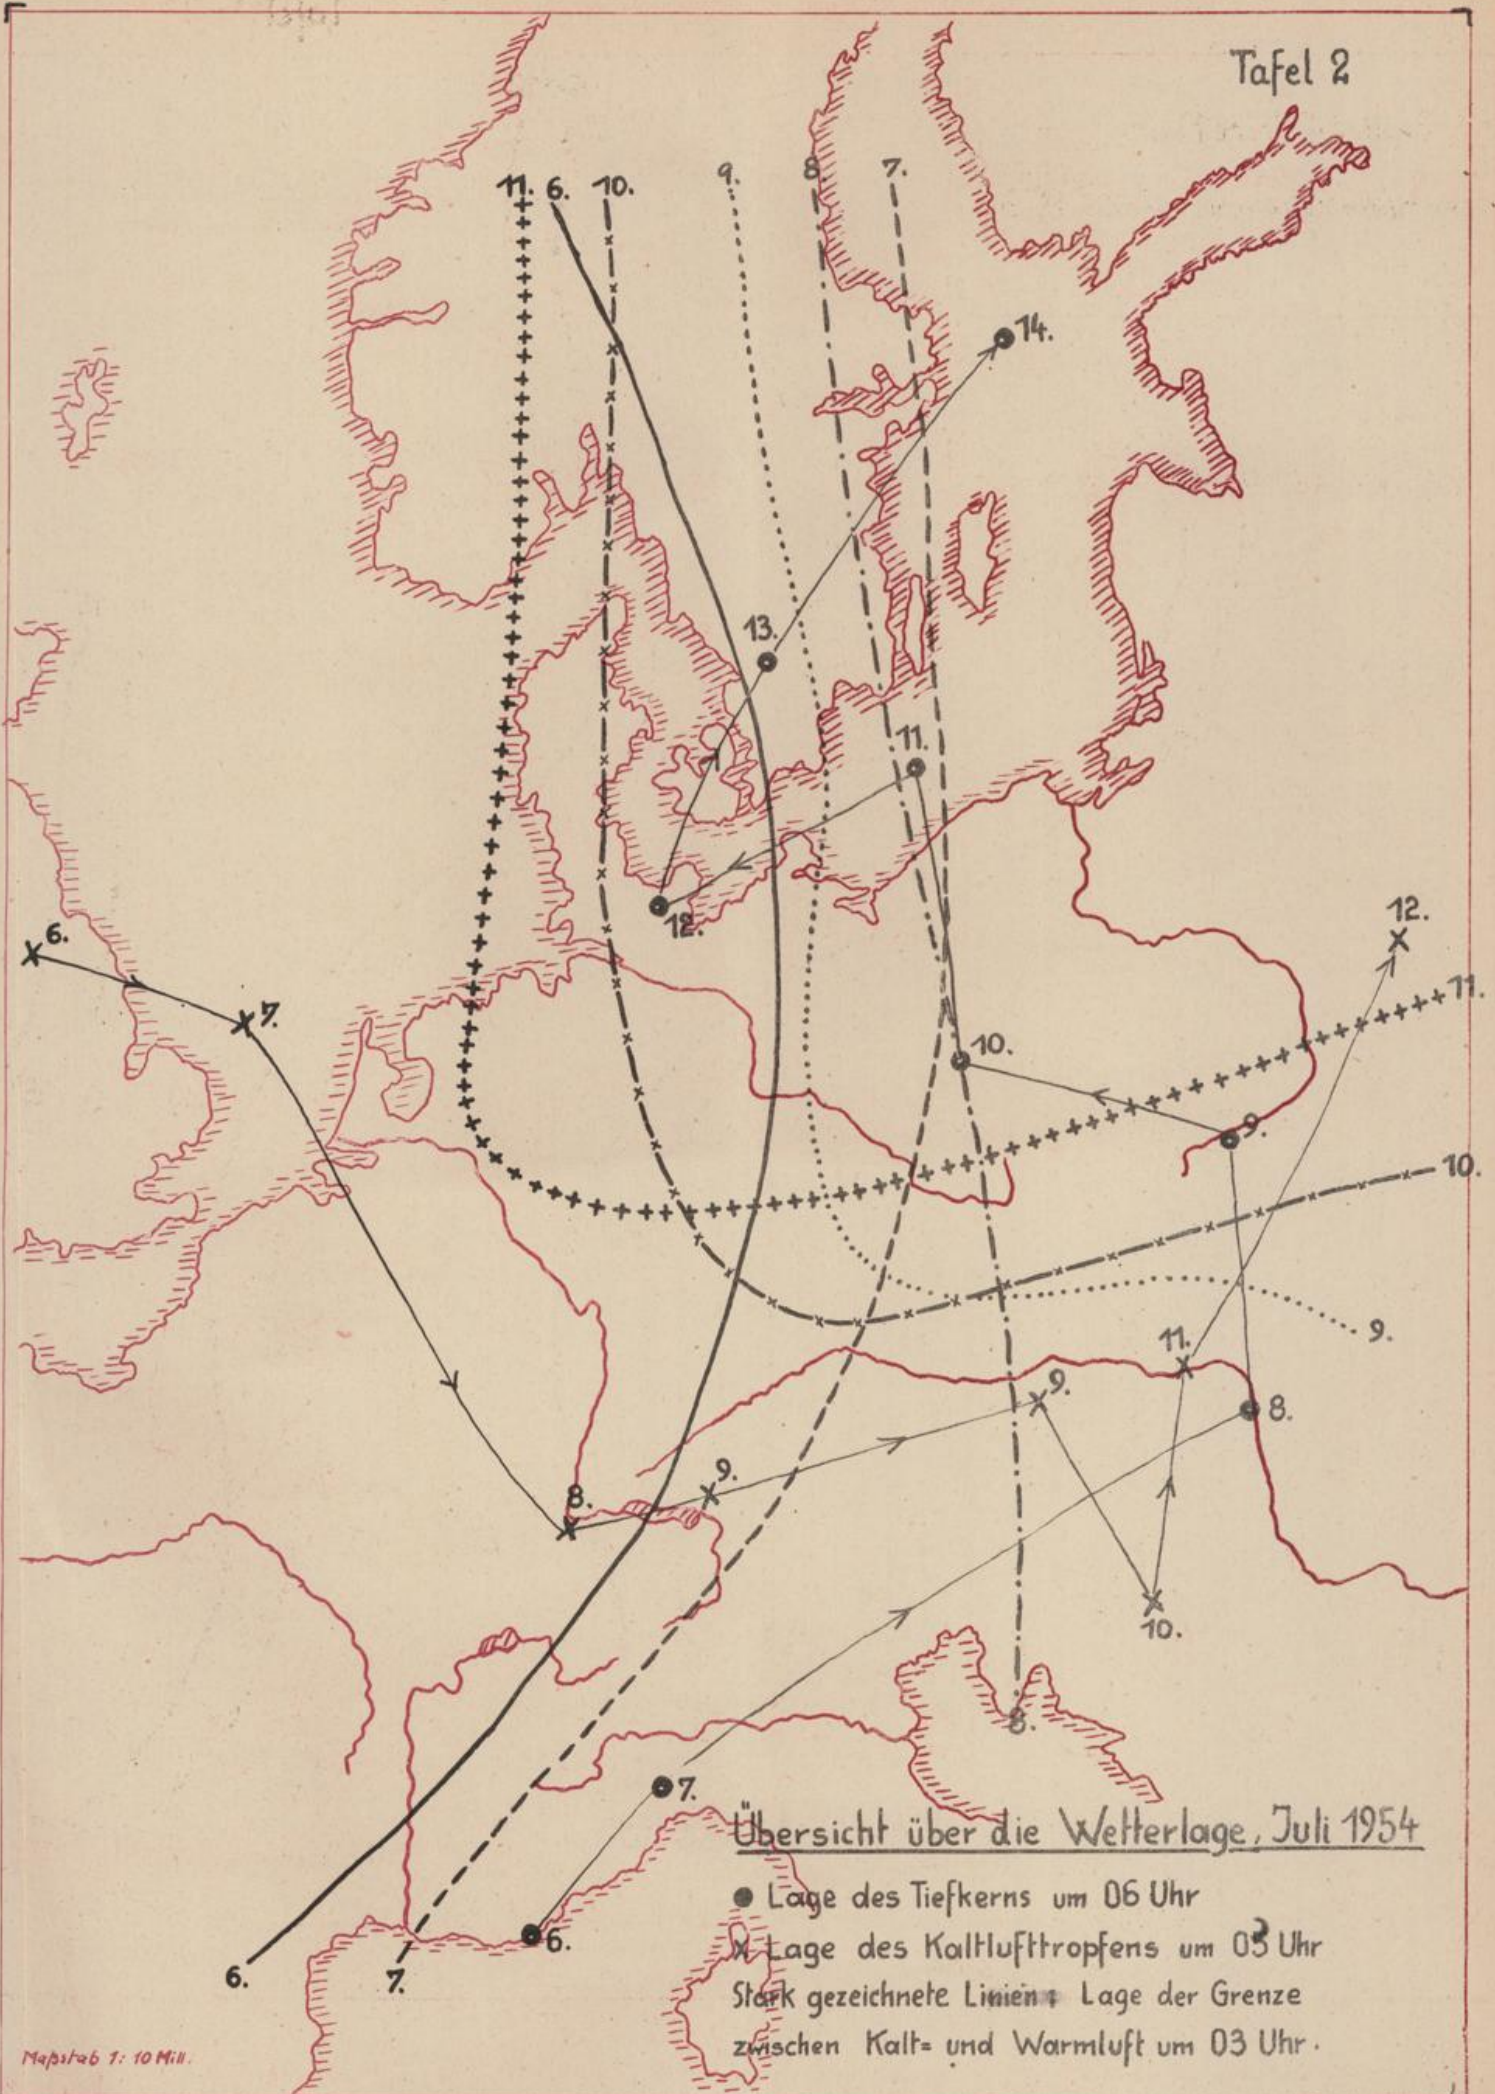 Tafel 2
11. 6. 10. 9. 8. 7.
14.
13.
11.
12.
12.
6.
11.
7.
10.
9.
10.
9.
11.
9.
8.
9.
8.
10.
8.
7.
Übersicht über die Wetterlage, Juli 1954
● Lage des Tiefkerns um 06 Uhr
6.
x Lage des Kaltlufttropfens um 03 Uhr
6. 7.
Stark gezeichnete Linien: Lage der Grenze
zwischen Kalt= und Warmluft um 03 Uhr.
Maßstab 1:10 Mill.